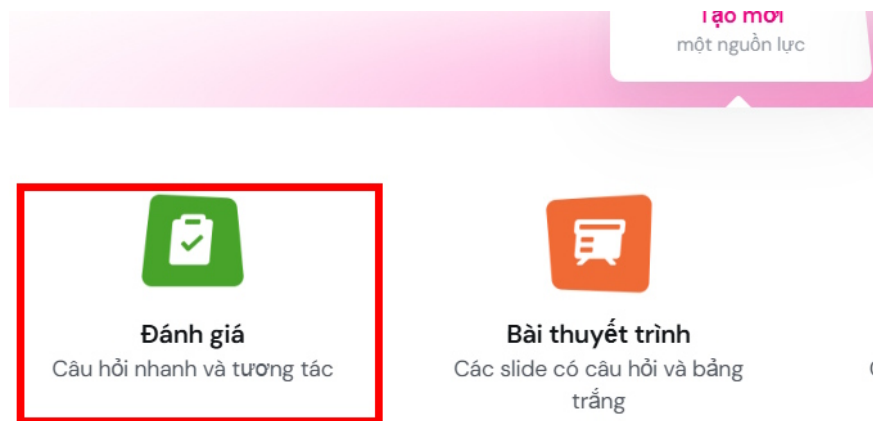 Tạo mới
một nguồn lực
Đánh giá
Câu hỏi nhanh và tương tác
Bài thuyết trình
Các slide có câu hỏi và bảng
trắng